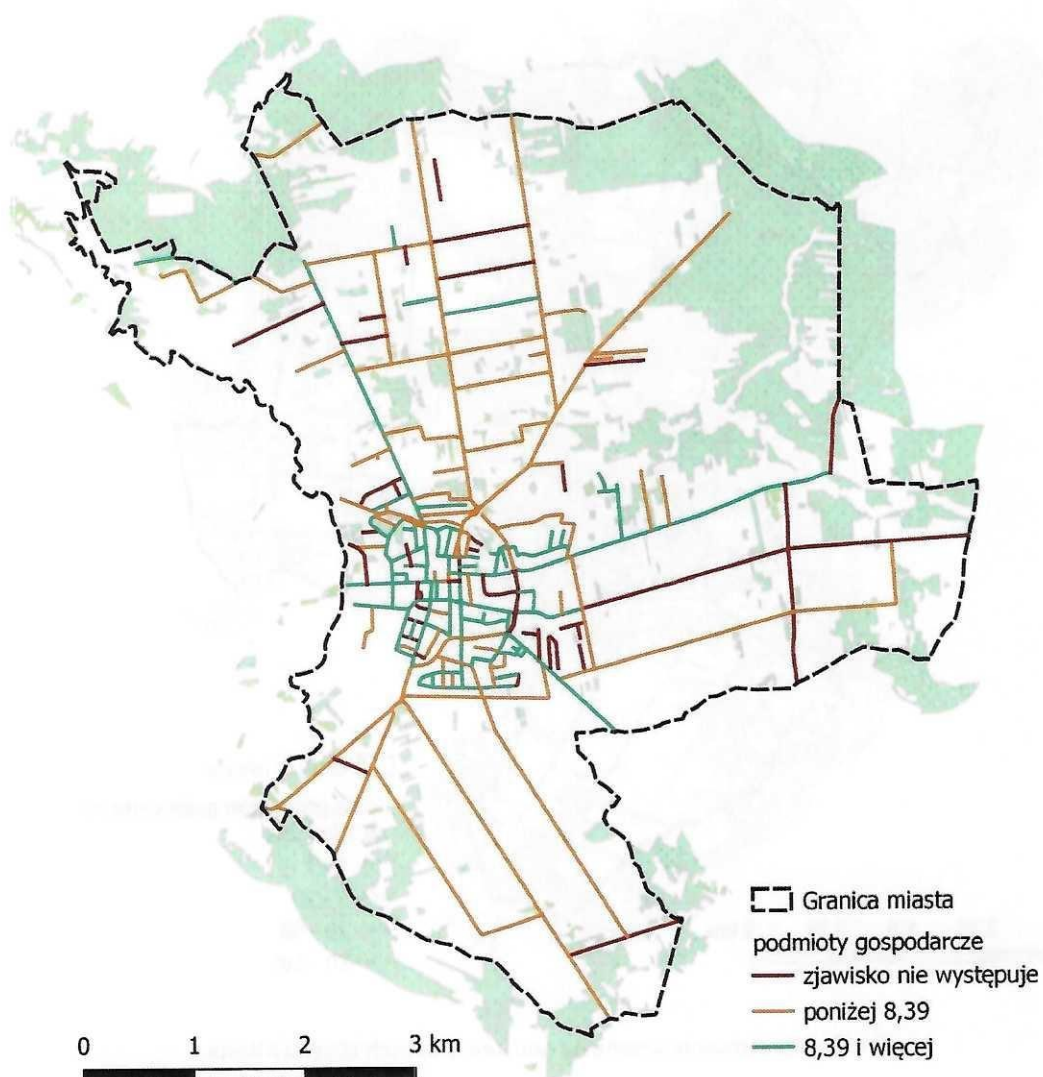 Granica miasta
podmioty gospodarcze
zjawisko nie występuje
poniżej 8,39
8,39 i więcej
0 1 2 3 km